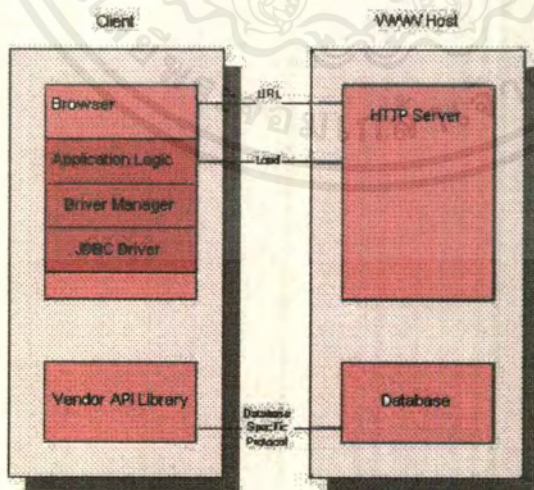 Client
WWW Host
Browser
URL
HTTP Server
Application Logic
Load
Driver Manager
JDBC Driver
Vendor API Library
Database
Specific
Protocol
Database